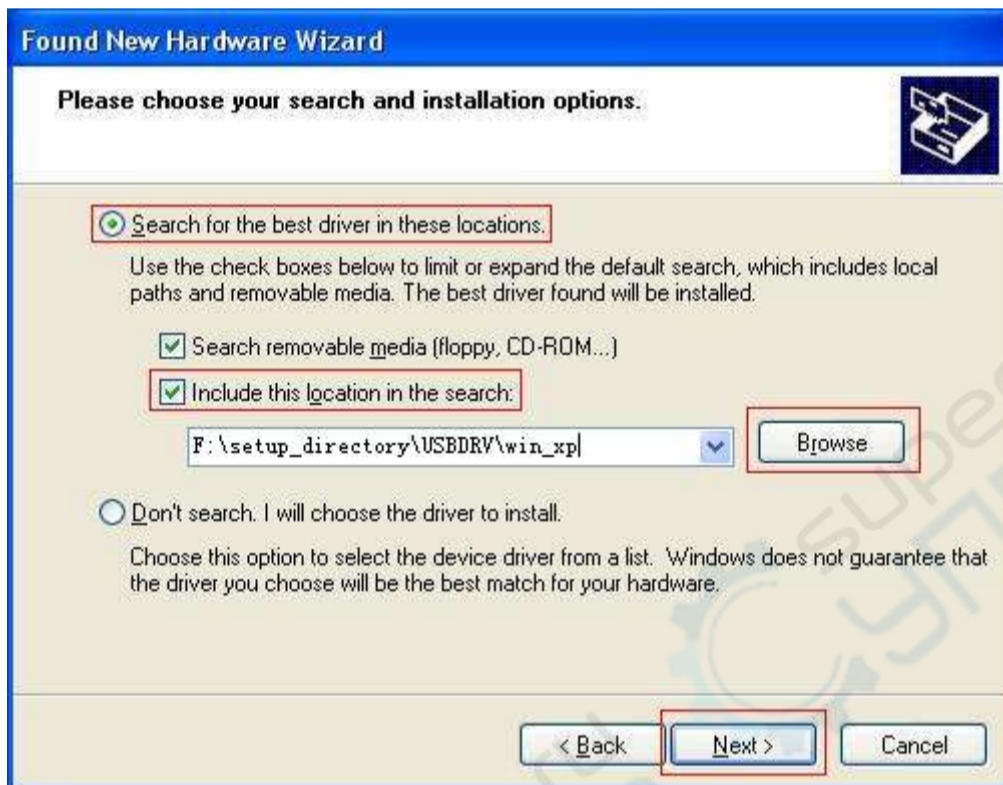 Found New Hardware Wizard
Please choose your search and installation options.
Search for the best driver in these locations.
Use the check boxes below to limit or expand the default search, which includes local
paths and removable media. The best driver found will be installed.
Search removable media (floppy, CD-ROM...)
Include this location in the search:
F:\setup_directory\USBDRV\win_xp
Browse
Don't search. I will choose the driver to install.
Choose this option to select the device driver from a list. Windows does not guarantee that
the driver you choose will be the best match for your hardware.
< Back
Next >
Cancel